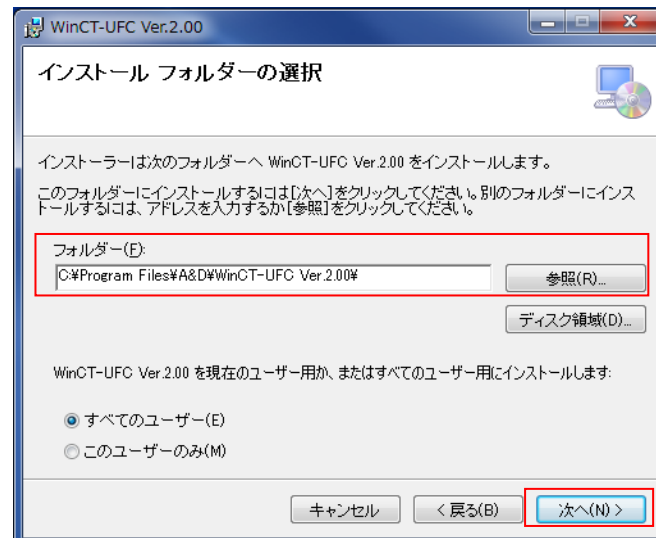 WinCT-UFC Ver.2.00
インストール フォルダーの選択
インストーラーは次のフォルダーへ WinCT-UFC Ver.2.00 をインストールします。
このフォルダーにインストールするには[次へ]をクリックしてください。別のフォルダーにインス
トールするには、アドレスを入力するか[参照]をクリックしてください。
フォルダー(F):
C:¥Program Files¥A&D¥WinCT-UFC Ver.2.00¥
参照(R)...
ディスク領域(D)...
WinCT-UFC Ver.2.00 を現在のユーザー用か、またはすべてのユーザー用にインストールします:
すべてのユーザー(E)
このユーザーのみ(M)
キャンセル
< 戻る(B)
次へ(N) >